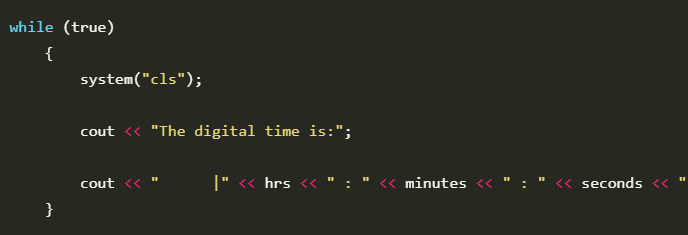 while (true)
{
system("cls");
cout << "The digital time is:";
cout << "      |" << hrs << " : " << minutes << " : " << seconds << "
}